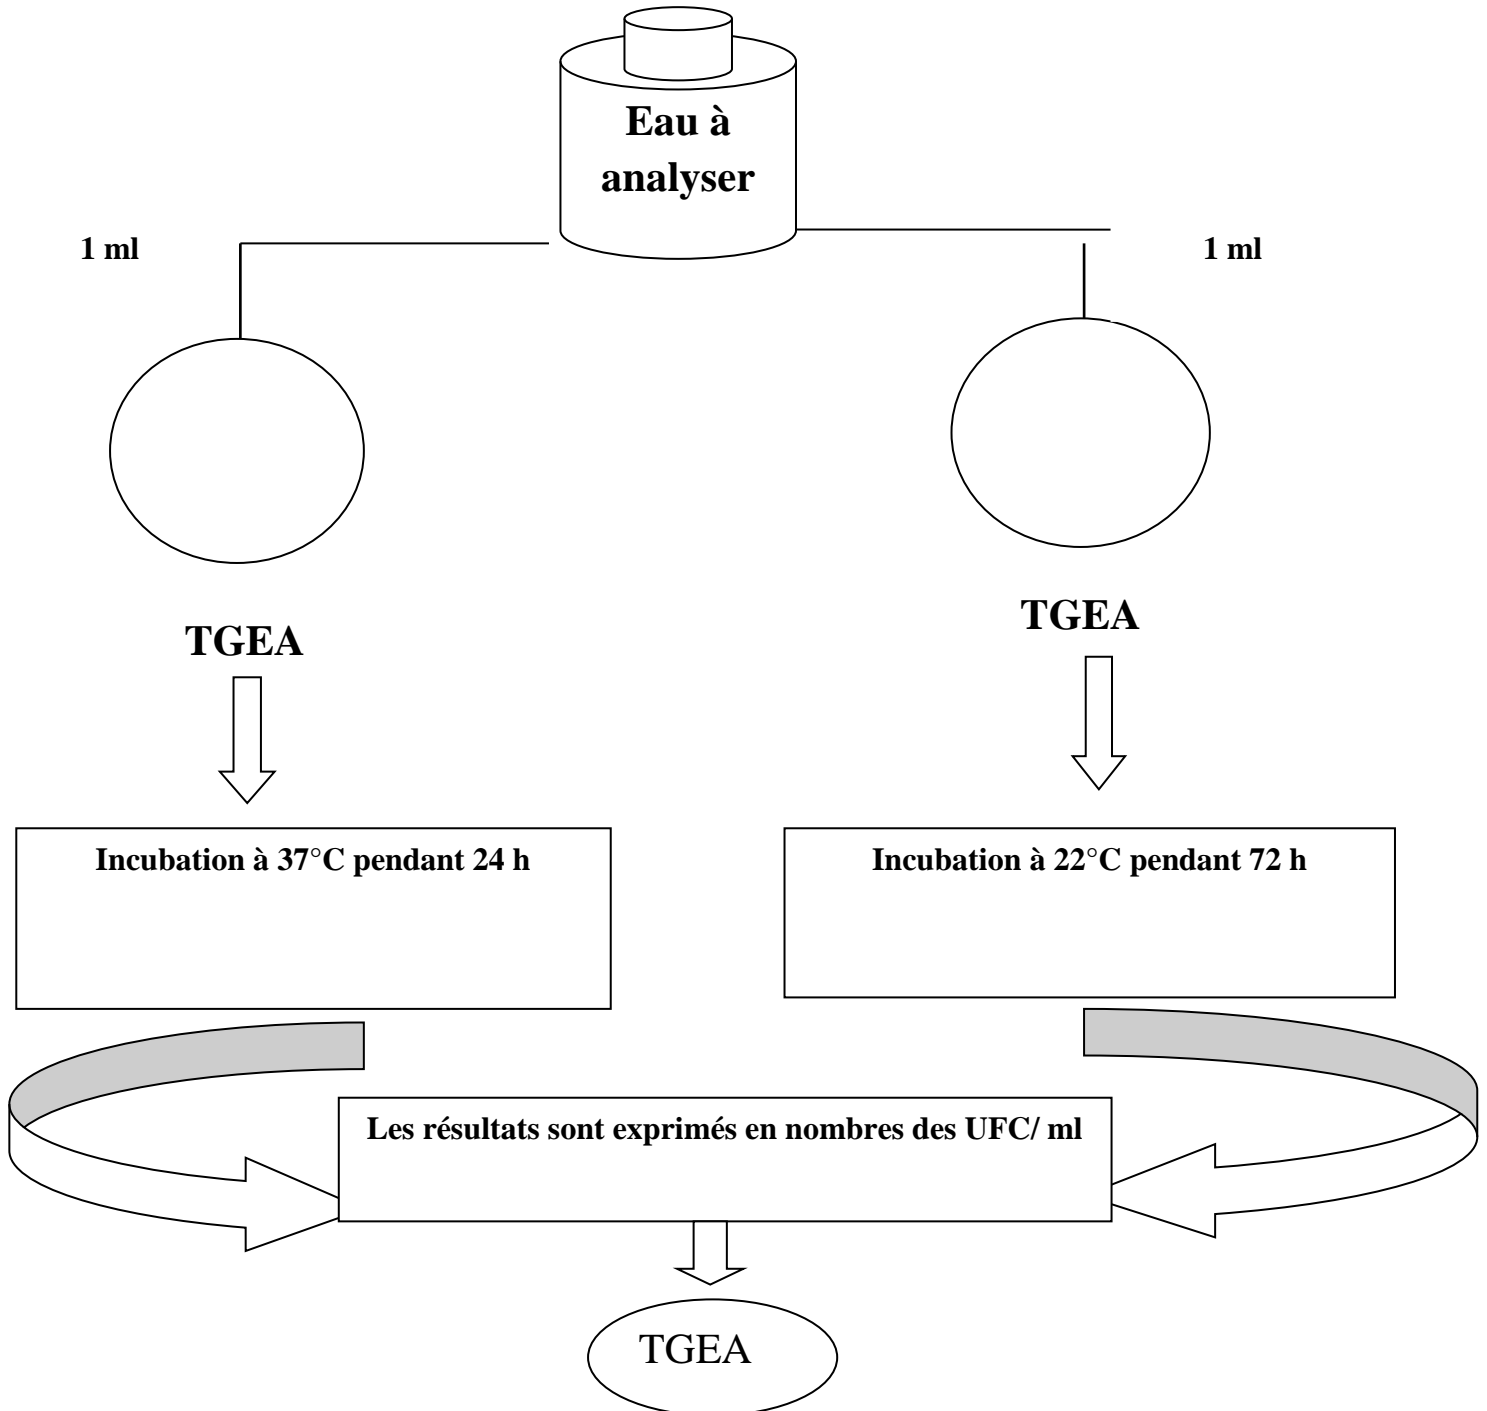 Eau à
analyser
1 ml
1 ml
TGEA
TGEA
Incubation à 37°C pendant 24 h
Incubation à 22°C pendant 72 h
Les résultats sont exprimés en nombres des UFC/ ml
TGEA